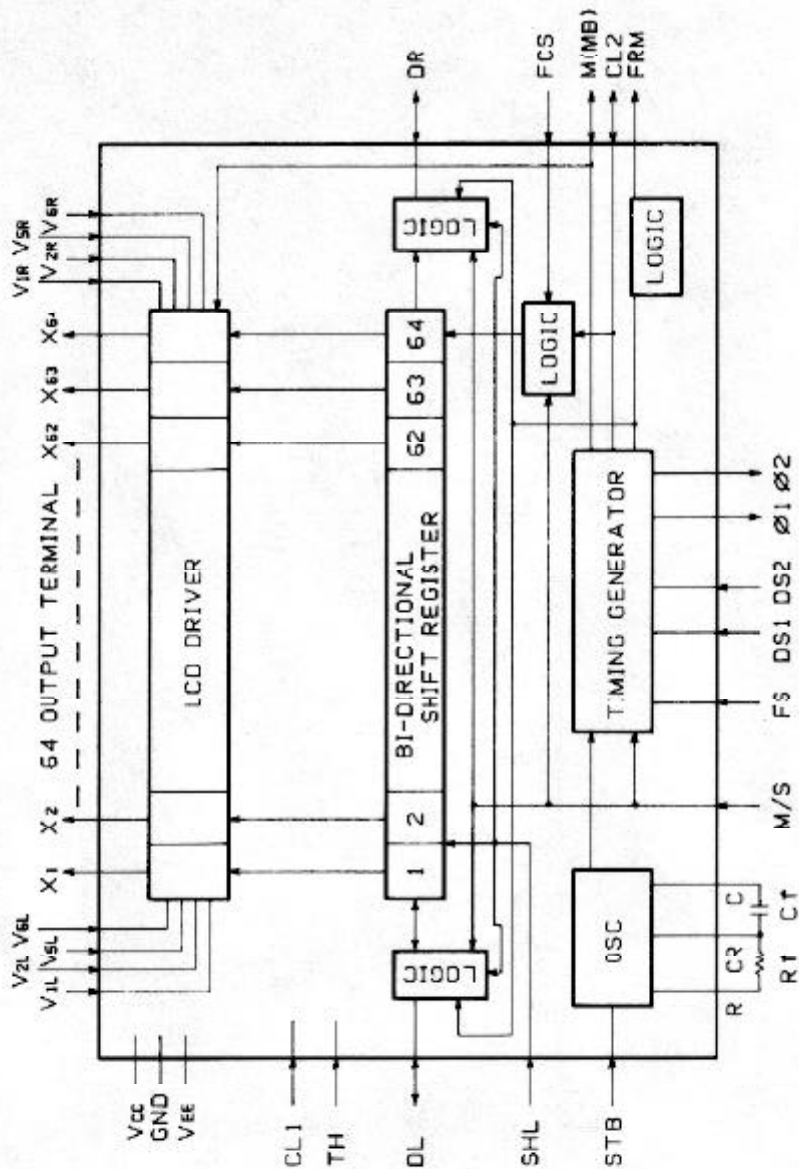 V2L V6L X1 X2 64 OUTPUT TERMINAL X62 X63 X64 V1R V5R
V1L V5L V2R V6R
VCC
GND
VEE
LCD DRIVER
CL1
TH
DL
LOGIC
1 2 BI-DIRECTIONAL SHIFT REGISTER 62 63 64
LOGIC
DR
SHL
LOGIC
FCS
STB
OSC
TIMING GENERATOR
LOGIC
M(MB)
CL2
FRM
R CR C
Rf Cf
M/S FS DS1 DS2 Ø1 Ø2